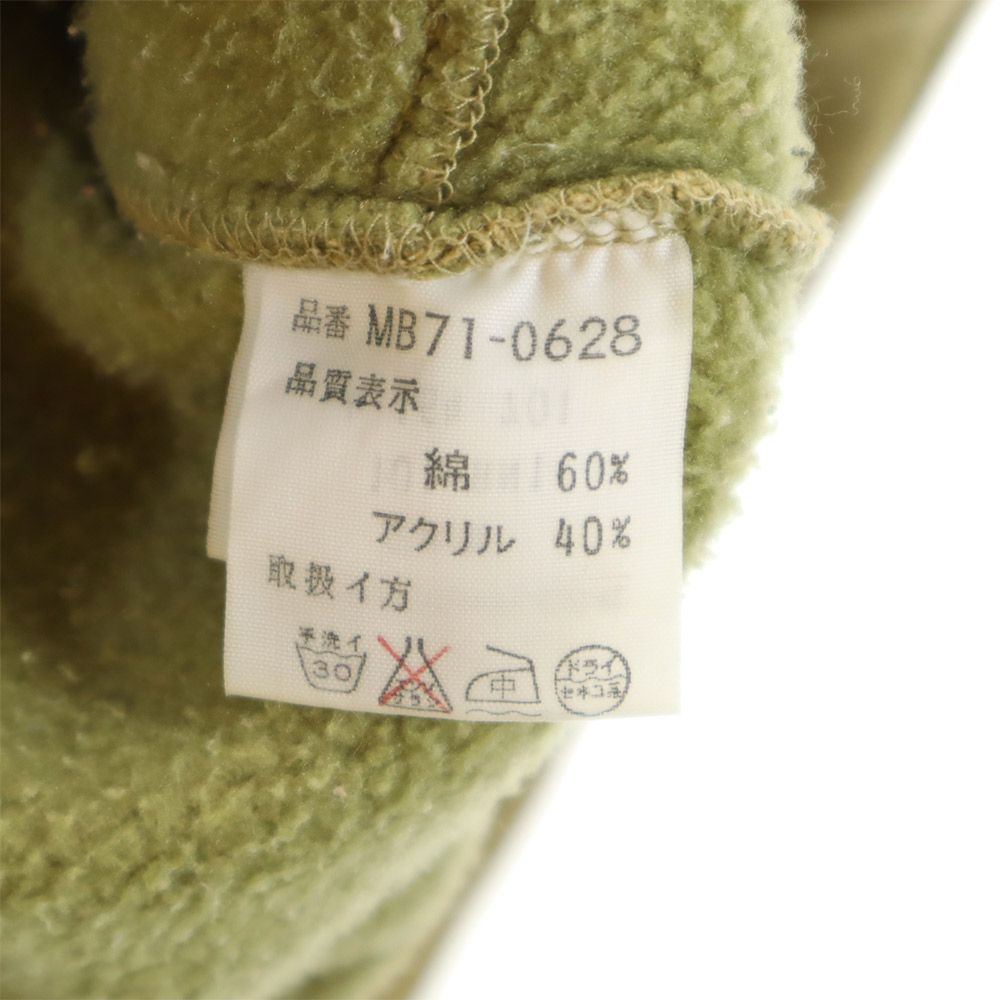 品番 MB71-0628
品質表示
綿 60%
アクリル 40%
取扱イ方
手洗イ 30 中 ドライ セキユ系